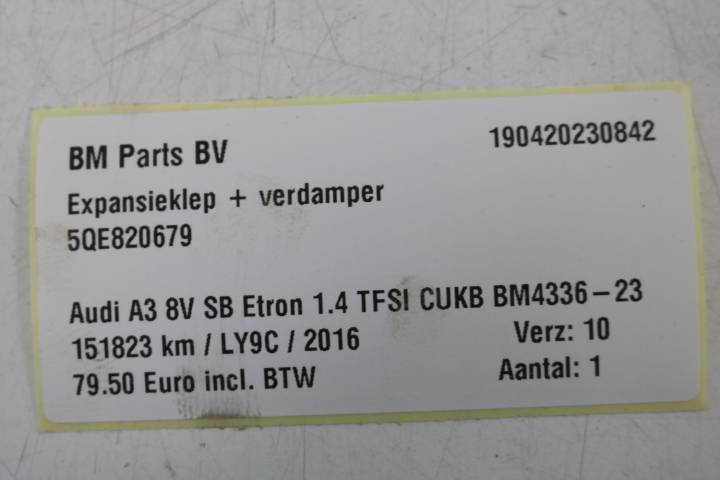 BM Parts BV 190420230842
Expansieklep + verdamper
5QE820679
Audi A3 8V SB Etron 1.4 TFSI CUKB BM4336-23
151823 km / LY9C / 2016 Verz: 10
79.50 Euro incl. BTW Aantal: 1